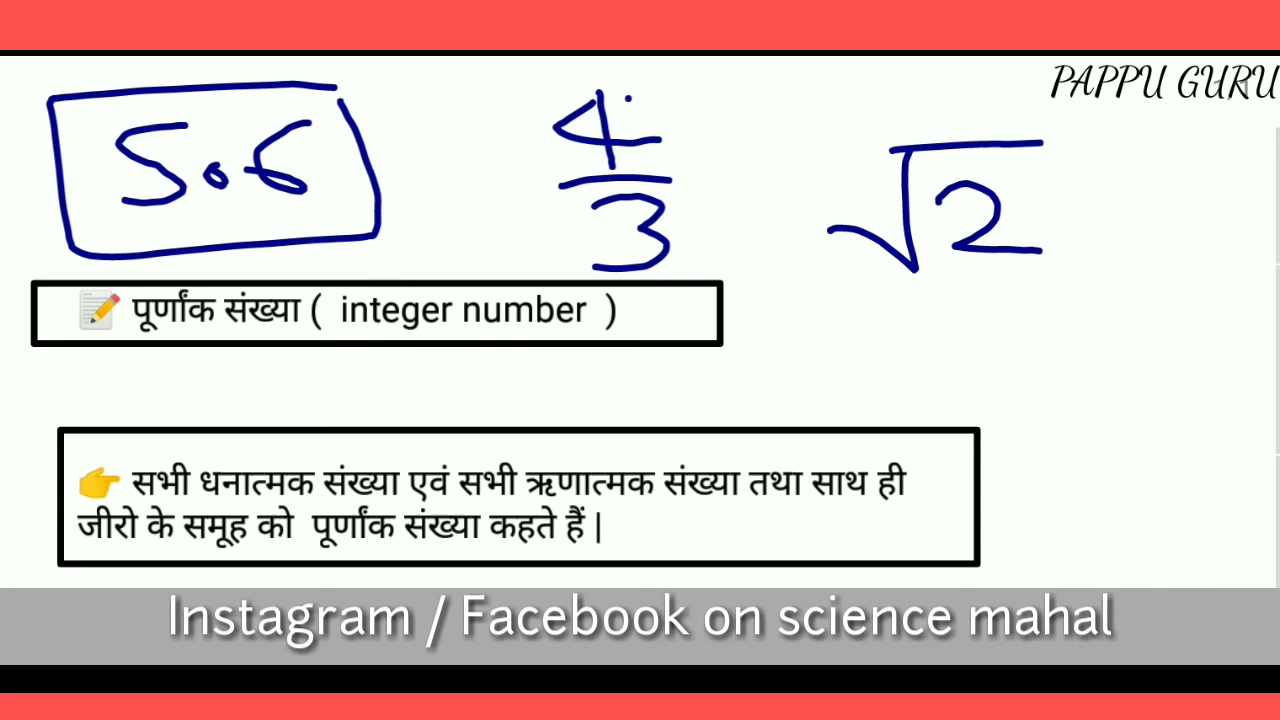 PAPPU GURU
5.6
4/3
√2
📝 पूर्णांक संख्या ( integer number )
👉 सभी धनात्मक संख्या एवं सभी ऋणात्मक संख्या तथा साथ ही
जीरो के समूह को पूर्णांक संख्या कहते हैं |
Instagram / Facebook on science mahal